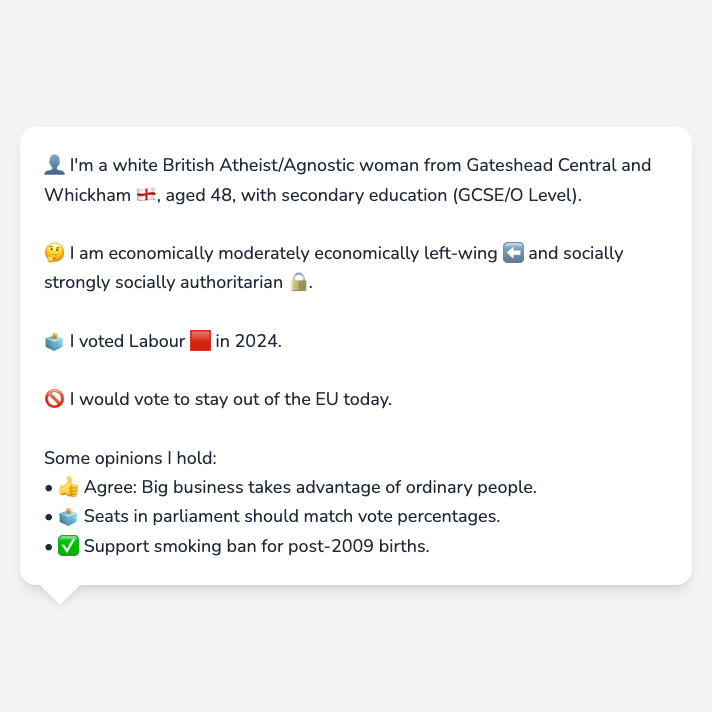 👤 I'm a white British Atheist/Agnostic woman from Gateshead Central and
Whickham 🏴󠁧󠁢󠁥󠁮󠁧󠁿, aged 48, with secondary education (GCSE/O Level).
🤔 I am economically moderately economically left-wing ⬅️ and socially
strongly socially authoritarian 🔒.
🗳️ I voted Labour 🟥 in 2024.
🚫 I would vote to stay out of the EU today.
Some opinions I hold:
• 👍 Agree: Big business takes advantage of ordinary people.
• 🗳️ Seats in parliament should match vote percentages.
• ✅ Support smoking ban for post-2009 births.